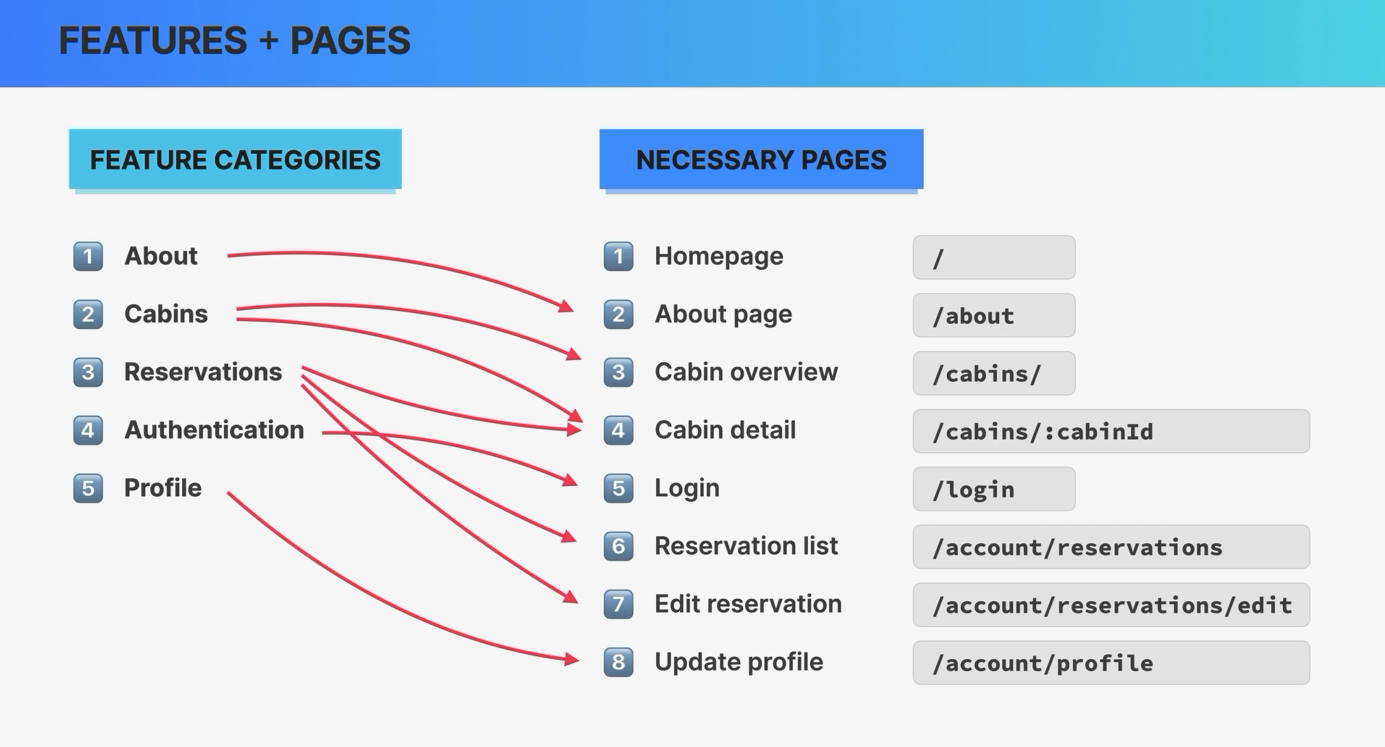 FEATURES + PAGES
FEATURE CATEGORIES
1 About
2 Cabins
3 Reservations
4 Authentication
5 Profile
NECESSARY PAGES
1 Homepage /
2 About page /about
3 Cabin overview /cabins/
4 Cabin detail /cabins/:cabinId
5 Login /login
6 Reservation list /account/reservations
7 Edit reservation /account/reservations/edit
8 Update profile /account/profile